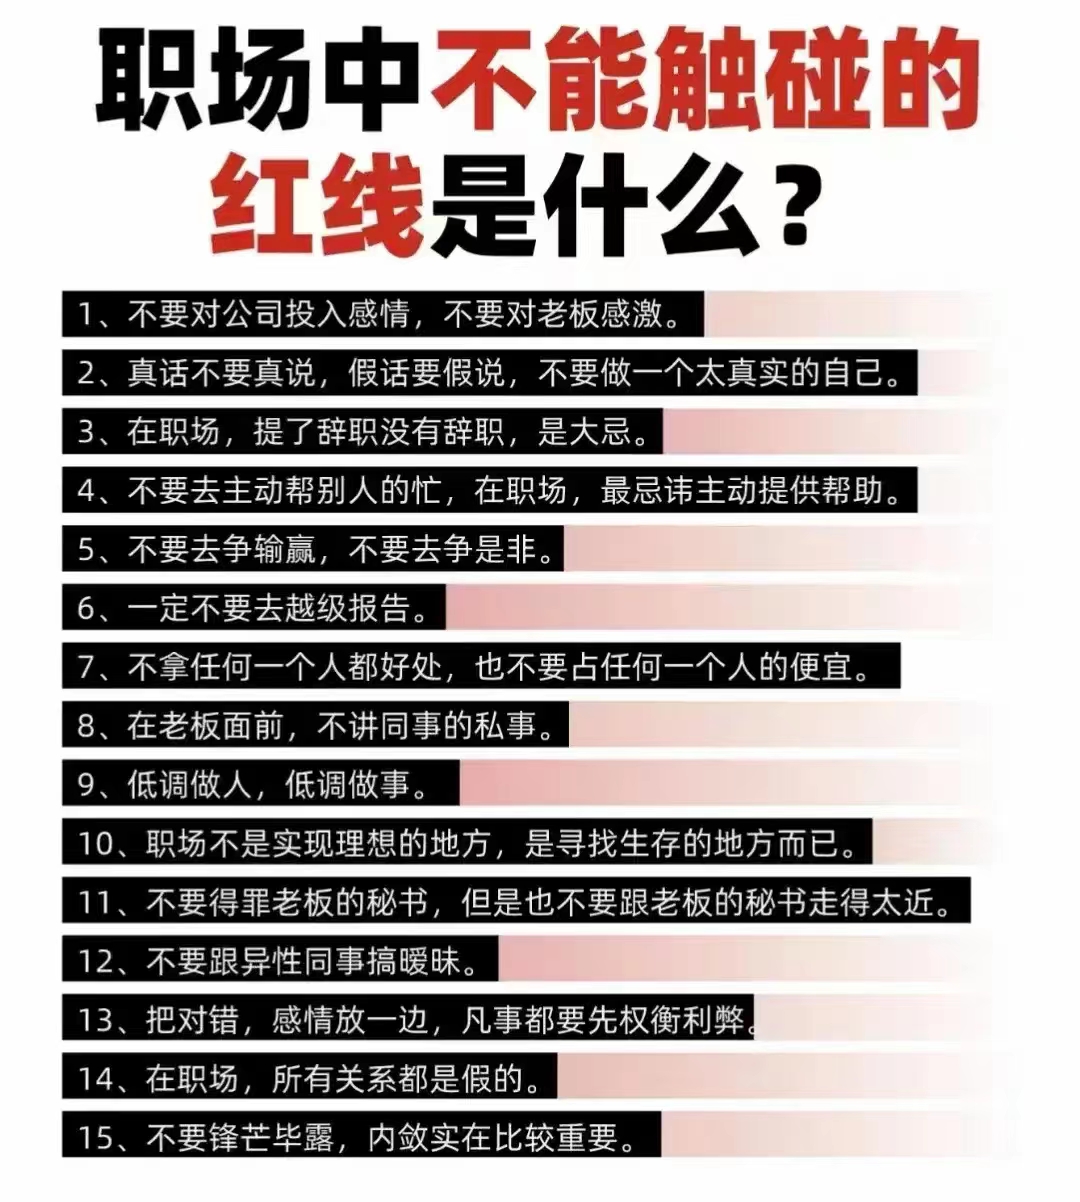 职场中不能触碰的
红线是什么？
1、不要对公司投入感情，不要对老板感激。
2、真话不要真说，假话要假说，不要做一个太真实的自己。
3、在职场，提了辞职没有辞职，是大忌。
4、不要去主动帮别人的忙，在职场，最忌讳主动提供帮助。
5、不要去争输赢，不要去争是非。
6、一定不要去越级报告。
7、不拿任何一个人都好处，也不要占任何一个人的便宜。
8、在老板面前，不讲同事的私事。
9、低调做人，低调做事。
10、职场不是实现理想的地方，是寻找生存的地方而已。
11、不要得罪老板的秘书，但是也不要跟老板的秘书走得太近。
12、不要跟异性同事搞暧昧。
13、把对错，感情放一边，凡事都要先权衡利弊。
14、在职场，所有关系都是假的。
15、不要锋芒毕露，内敛实在比较重要。